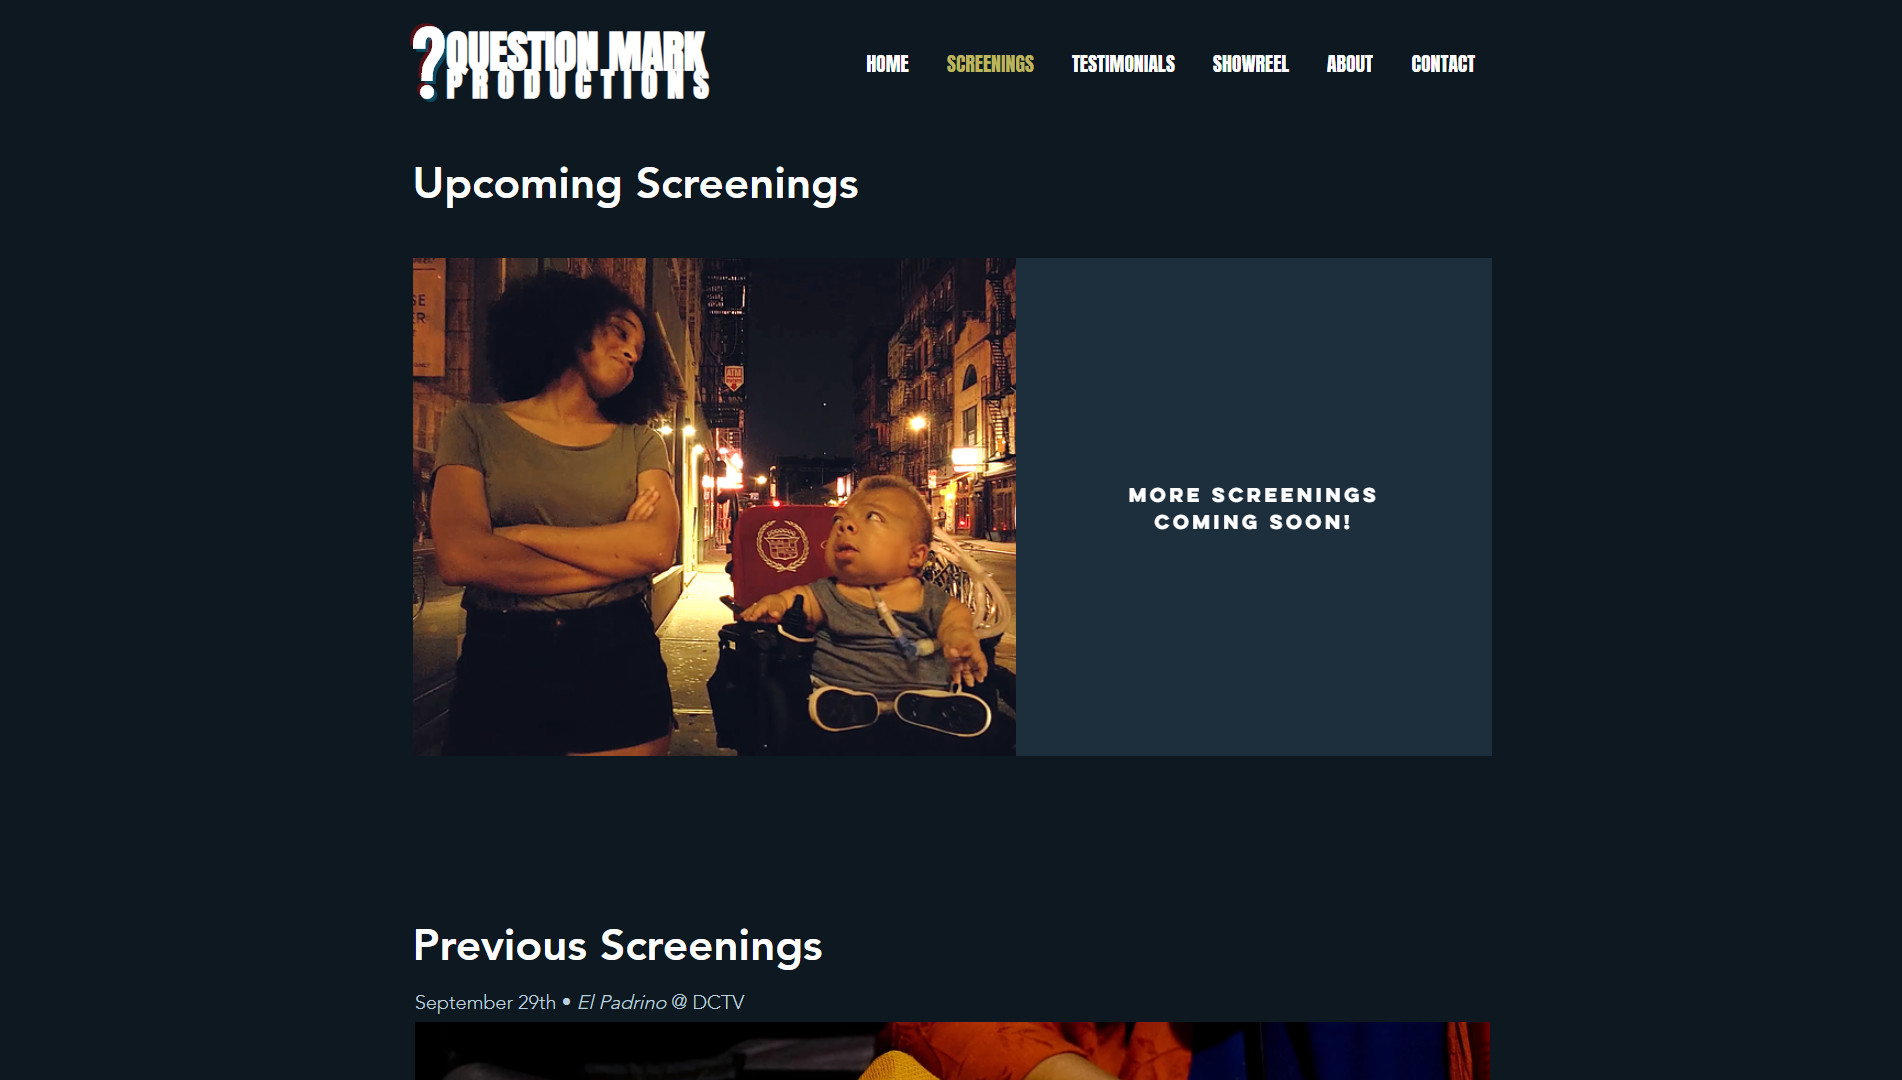 ?QUESTION MARK
PRODUCTIONS
HOME SCREENINGS TESTIMONIALS SHOWREEL ABOUT CONTACT
Upcoming Screenings
ATM
MORE SCREENINGS
COMING SOON!
Previous Screenings
September 29th • El Padrino @ DCTV